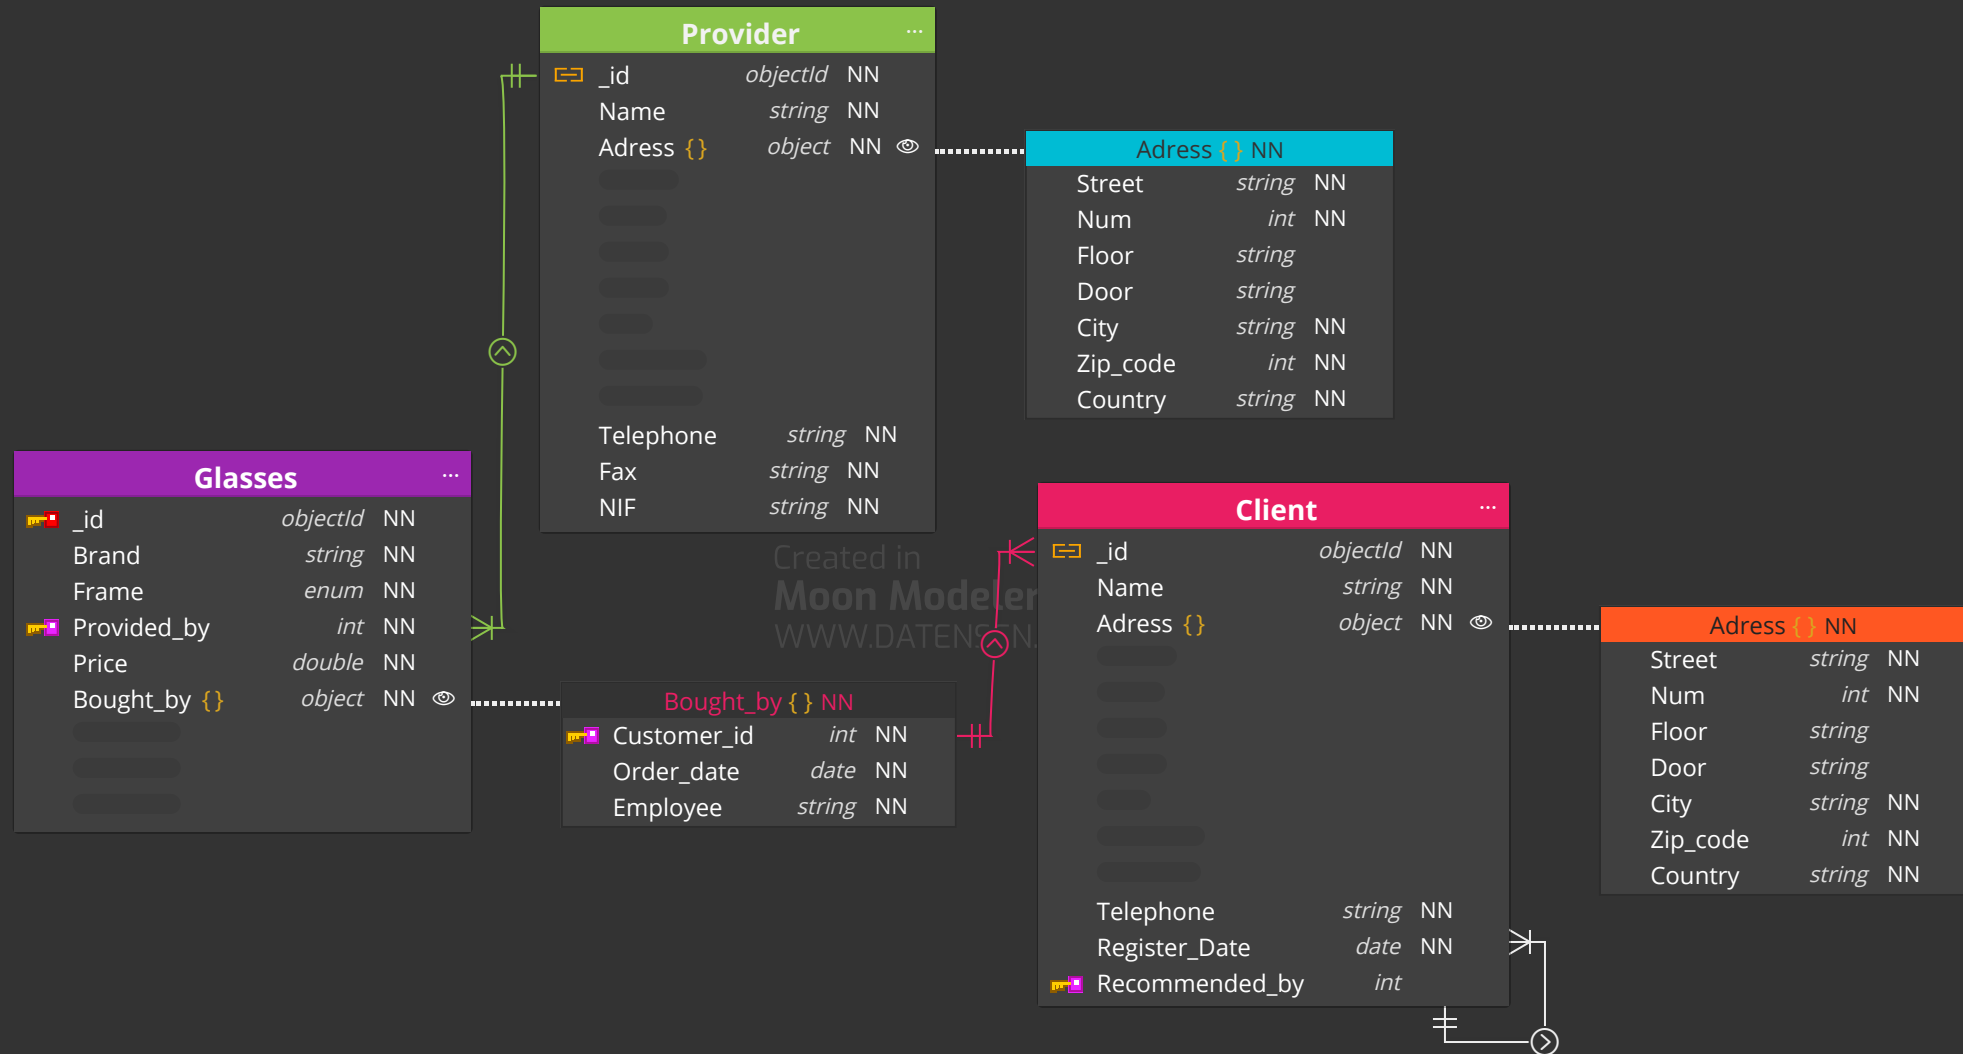 Provider ...
_id objectId NN
Name string NN
Adress { } object NN
Telephone string NN
Fax string NN
NIF string NN
Adress { } NN
Street string NN
Num int NN
Floor string
Door string
City string NN
Zip_code int NN
Country string NN
Glasses ...
_id objectId NN
Brand string NN
Frame enum NN
Provided_by int NN
Price double NN
Bought_by { } object NN
Created in
Moon Modeler
WWW.DATENSEN.
Bought_by { } NN
Customer_id int NN
Order_date date NN
Employee string NN
Client ...
_id objectId NN
Name string NN
Adress { } object NN
Telephone string NN
Register_Date date NN
Recommended_by int
Adress { } NN
Street string NN
Num int NN
Floor string
Door string
City string NN
Zip_code int NN
Country string NN